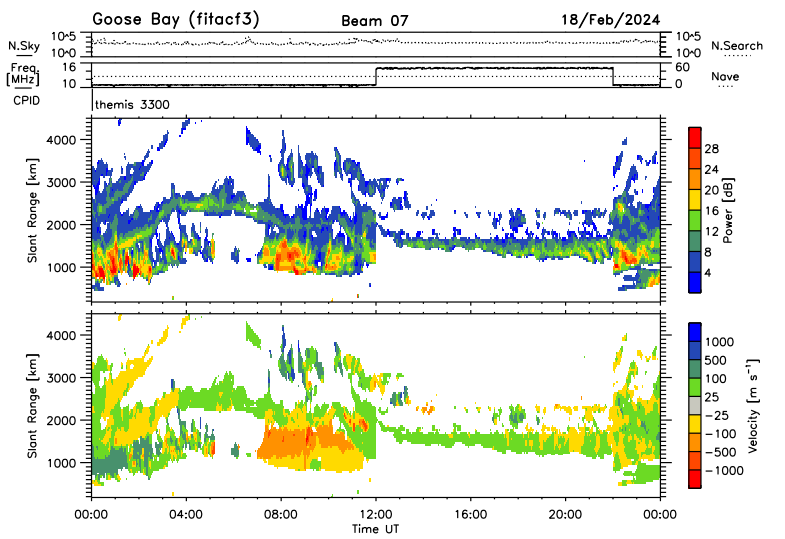 Goose Bay (fitacf3) Beam 07 18/Feb/2024
N.Sky 10^5 10^0 10^5 10^0 N.Search
Freq. [MHz] 16 10 60 0 Nave
CPID themis 3300
Slant Range [km] 4000 3000 2000 1000
Power [dB] 28 24 20 16 12 8 4
Slant Range [km] 4000 3000 2000 1000
Velocity [m s⁻¹] 1000 500 100 25 −25 −100 −500 −1000
00:00 04:00 08:00 12:00 16:00 20:00 00:00
Time UT